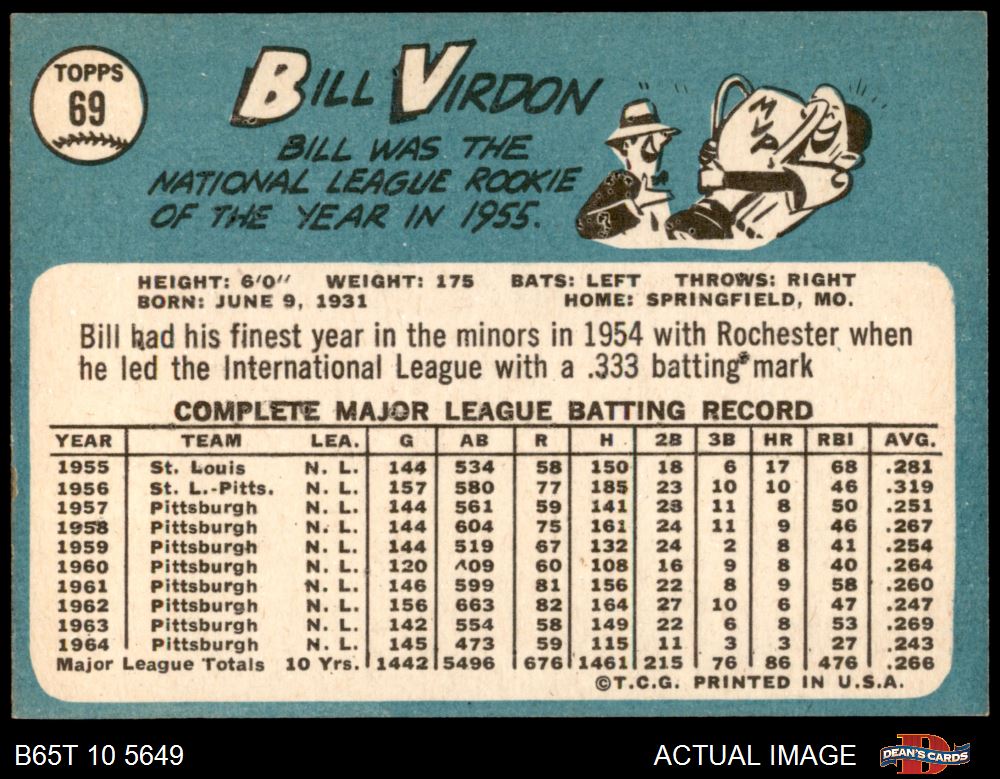 TOPPS
69
BILL VIRDON
BILL WAS THE
NATIONAL LEAGUE ROOKIE
OF THE YEAR IN 1955.
MVP
HEIGHT: 6'0" WEIGHT: 175 BATS: LEFT THROWS: RIGHT
BORN: JUNE 9, 1931 HOME: SPRINGFIELD, MO.
Bill had his finest year in the minors in 1954 with Rochester when
he led the International League with a .333 batting mark
COMPLETE MAJOR LEAGUE BATTING RECORD
YEAR TEAM LEA. G AB R H 2B 3B HR RBI AVG.
1955 St. Louis N. L. 144 534 58 150 18 6 17 68 .281
1956 St. L.-Pitts. N. L. 157 580 77 185 23 10 10 46 .319
1957 Pittsburgh N. L. 144 561 59 141 28 11 8 50 .251
1958 Pittsburgh N. L. 144 604 75 161 24 11 9 46 .267
1959 Pittsburgh N. L. 144 519 67 132 24 2 8 41 .254
1960 Pittsburgh N. L. 120 409 60 108 16 9 8 40 .264
1961 Pittsburgh N. L. 146 599 81 156 22 8 9 58 .260
1962 Pittsburgh N. L. 156 663 82 164 27 10 6 47 .247
1963 Pittsburgh N. L. 142 554 58 149 22 6 8 53 .269
1964 Pittsburgh N. L. 145 473 59 115 11 3 3 27 .243
Major League Totals 10 Yrs. 1442 5496 676 1461 215 76 86 476 .266
©T.C.G. PRINTED IN U.S.A.
B65T 10 5649 ACTUAL IMAGE DEAN'S CARDS